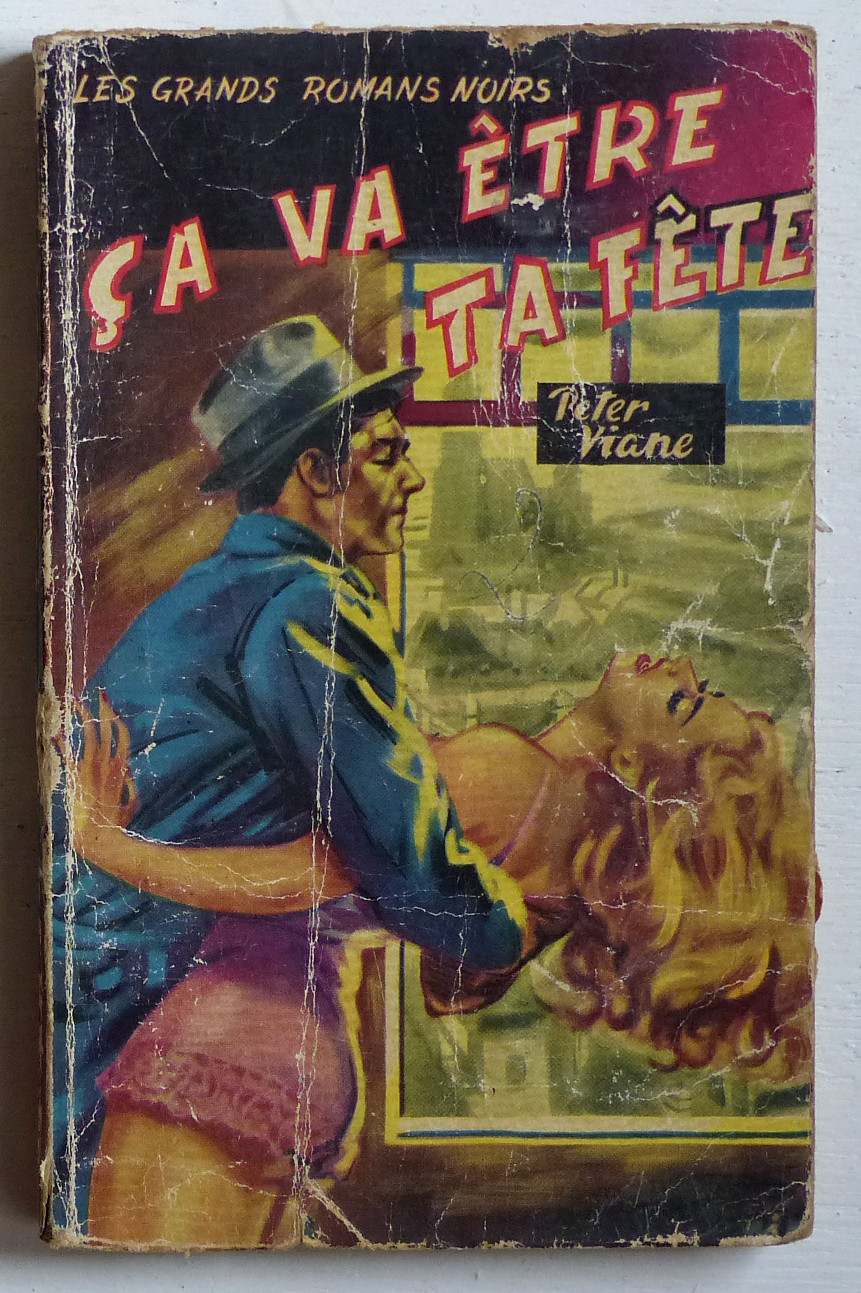 LES GRANDS ROMANS NOIRS
ÇA VA ÊTRE
TA FÊTE
Peter
Viane